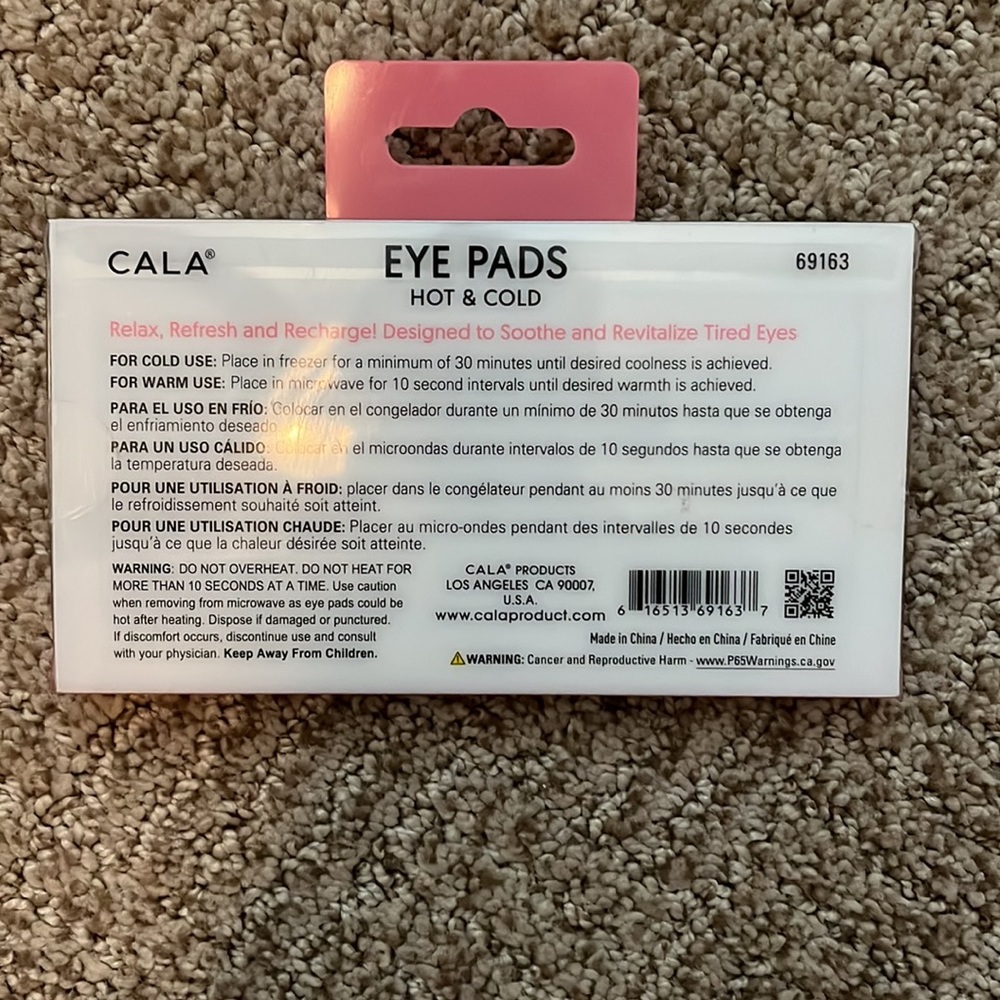 CALA® EYE PADS 69163
HOT & COLD
Relax, Refresh and Recharge! Designed to Soothe and Revitalize Tired Eyes
FOR COLD USE: Place in freezer for a minimum of 30 minutes until desired coolness is achieved.
FOR WARM USE: Place in microwave for 10 second intervals until desired warmth is achieved.
PARA EL USO EN FRÍO: Colocar en el congelador durante un mínimo de 30 minutos hasta que se obtenga
el enfriamiento deseado
PARA UN USO CÁLIDO: Colocar en el microondas durante intervalos de 10 segundos hasta que se obtenga
la temperatura deseada.
POUR UNE UTILISATION À FROID: placer dans le congélateur pendant au moins 30 minutes jusqu'à ce que
le refroidissement souhaité soit atteint.
POUR UNE UTILISATION CHAUDE: Placer au micro-ondes pendant des intervalles de 10 secondes
jusqu'à ce que la chaleur désirée soit atteinte.
WARNING: DO NOT OVERHEAT. DO NOT HEAT FOR
MORE THAN 10 SECONDS AT A TIME. Use caution
when removing from microwave as eye pads could be
hot after heating. Dispose if damaged or punctured.
If discomfort occurs, discontinue use and consult
with your physician. Keep Away From Children.
CALA® PRODUCTS
LOS ANGELES CA 90007,
U.S.A.
www.calaproduct.com
6 16513 69163 7
Made in China / Hecho en China / Fabriqué en Chine
WARNING: Cancer and Reproductive Harm - www.P65Warnings.ca.gov